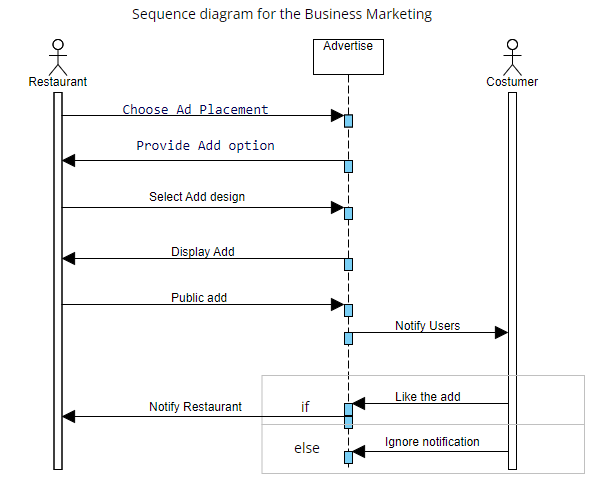 Sequence diagram for the Business Marketing
Advertise
Restaurant
Costumer
Choose Ad Placement
Provide Add option
Select Add design
Display Add
Public add
Notify Users
Like the add
Notify Restaurant
if
Ignore notification
else